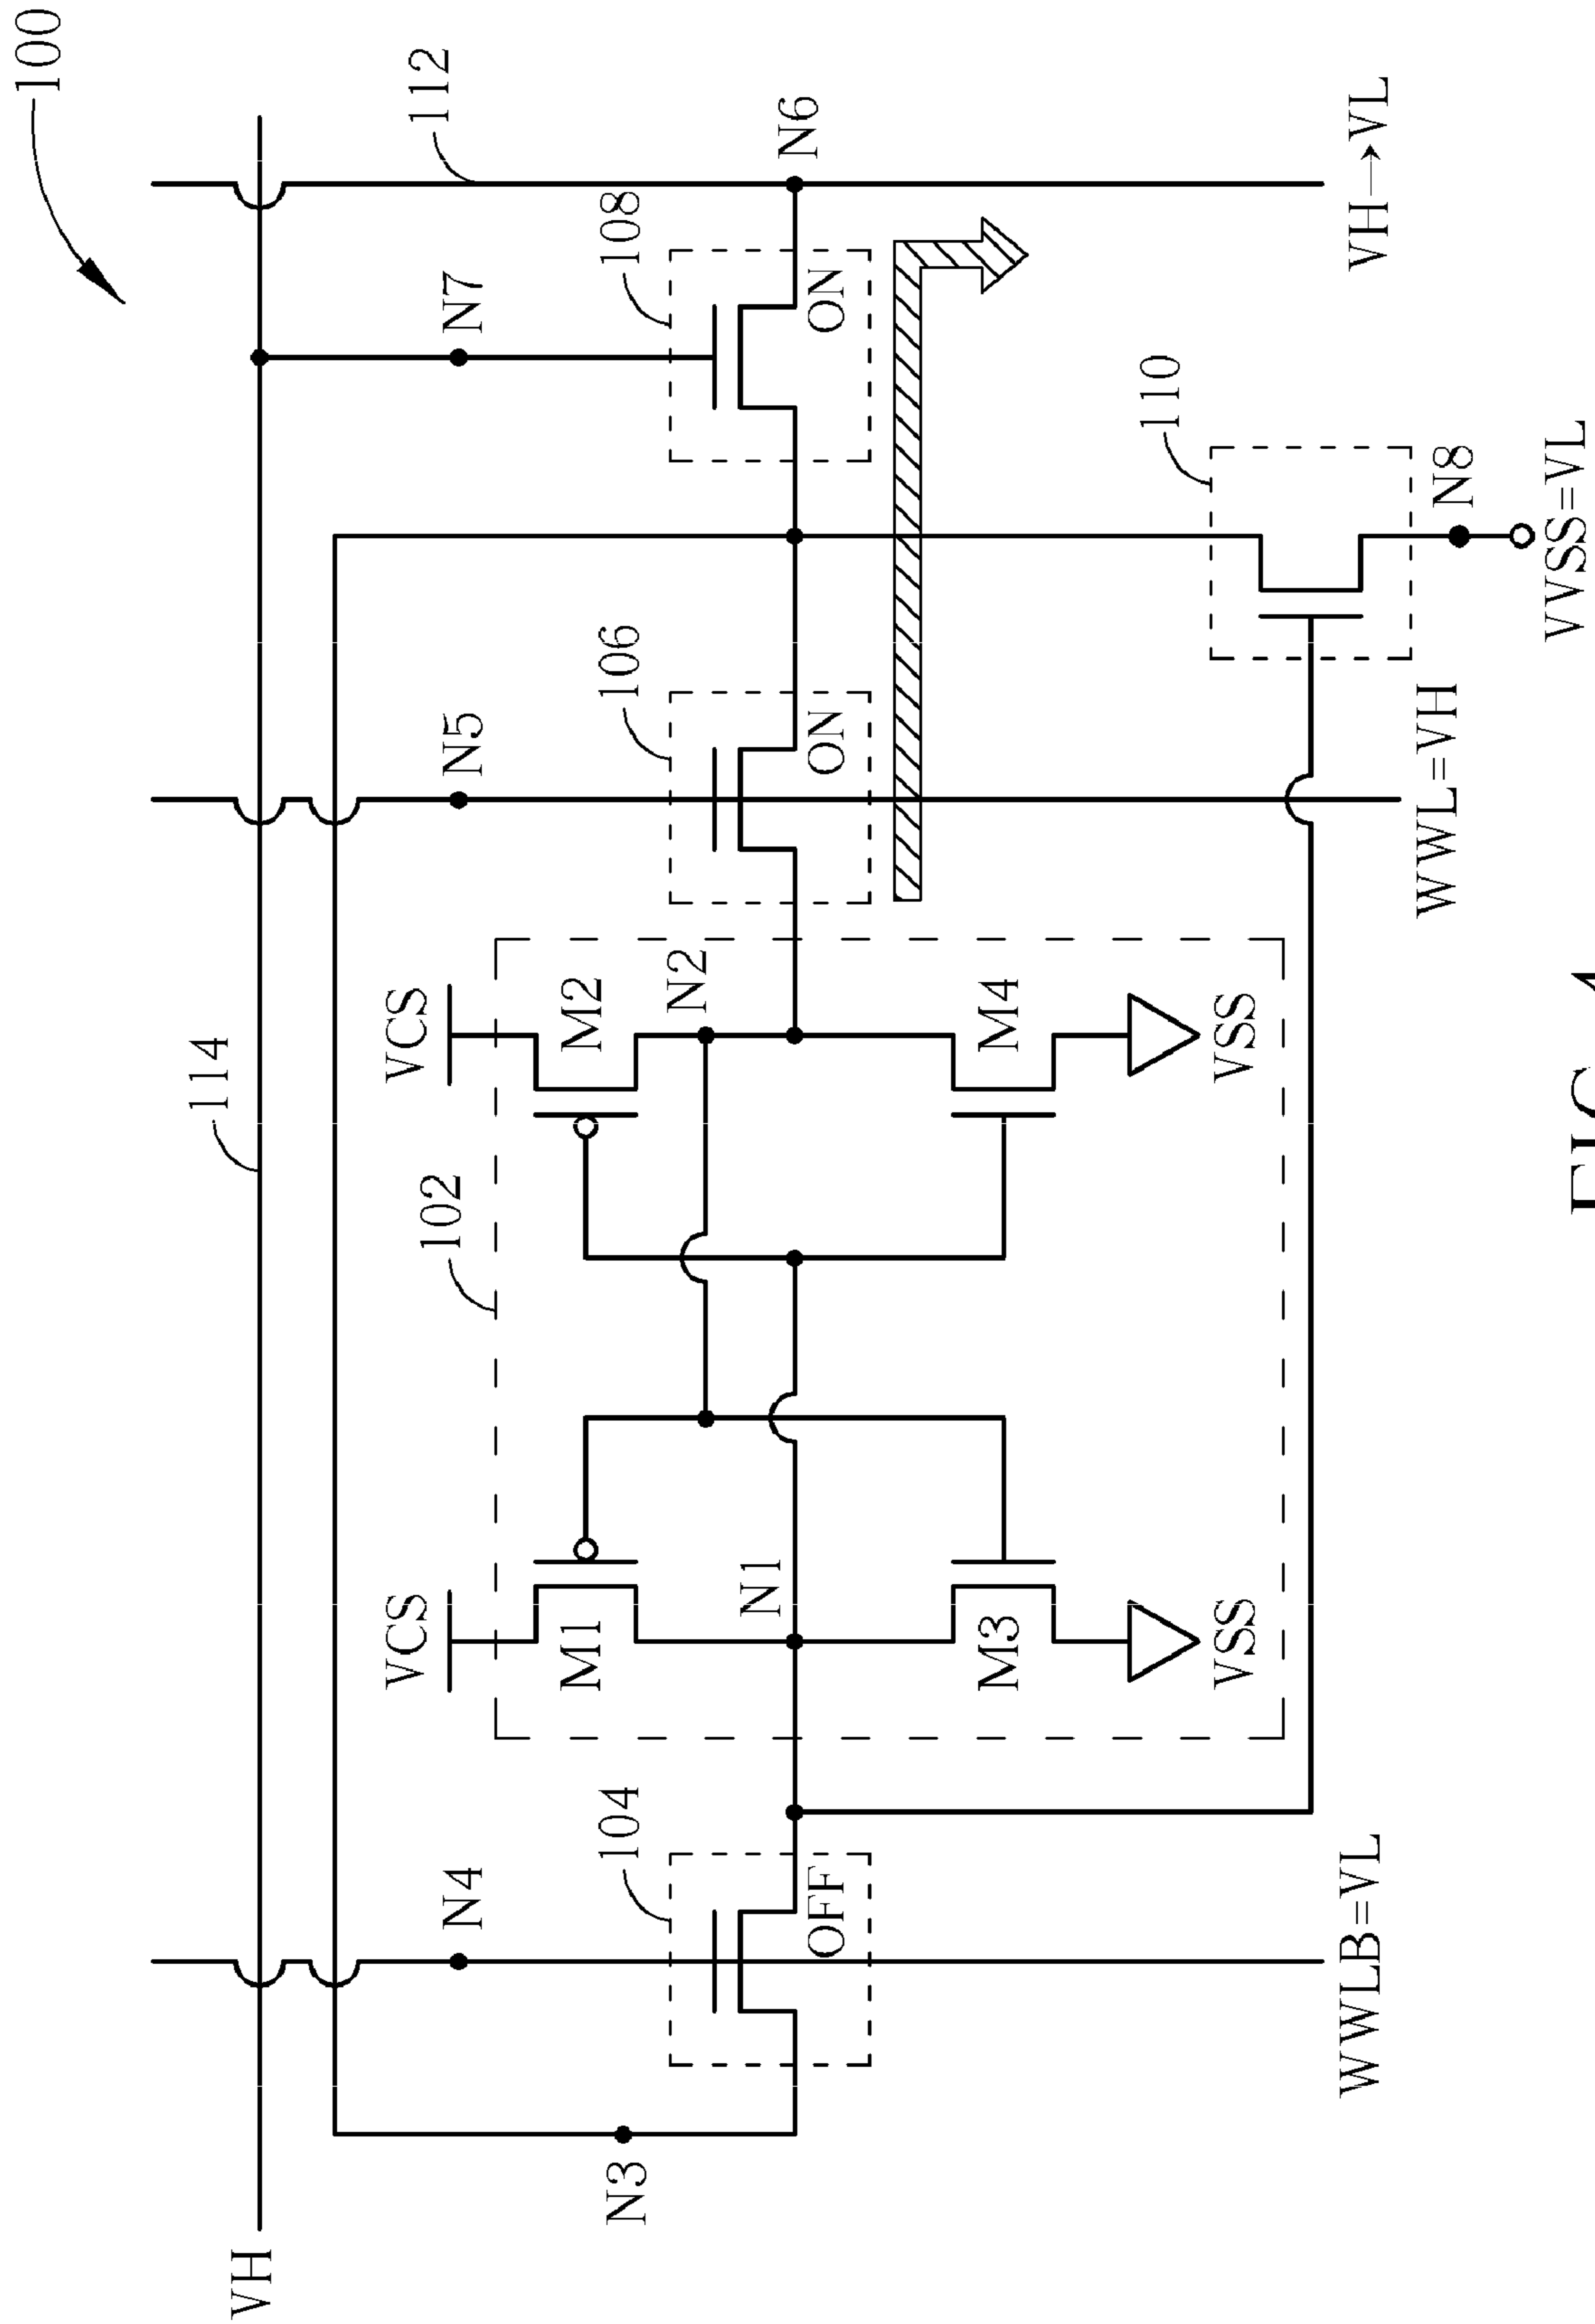 100
114
VH
VCS
VCS
112
102
N4
N5
N7
M1
M2
104
106
108
N3
N2
N1
N6
OFF
ON
ON
M3
M4
110
VSS
VSS
WWLB=VL
VH→VL
WWL=VH
N8
VVSS=VL